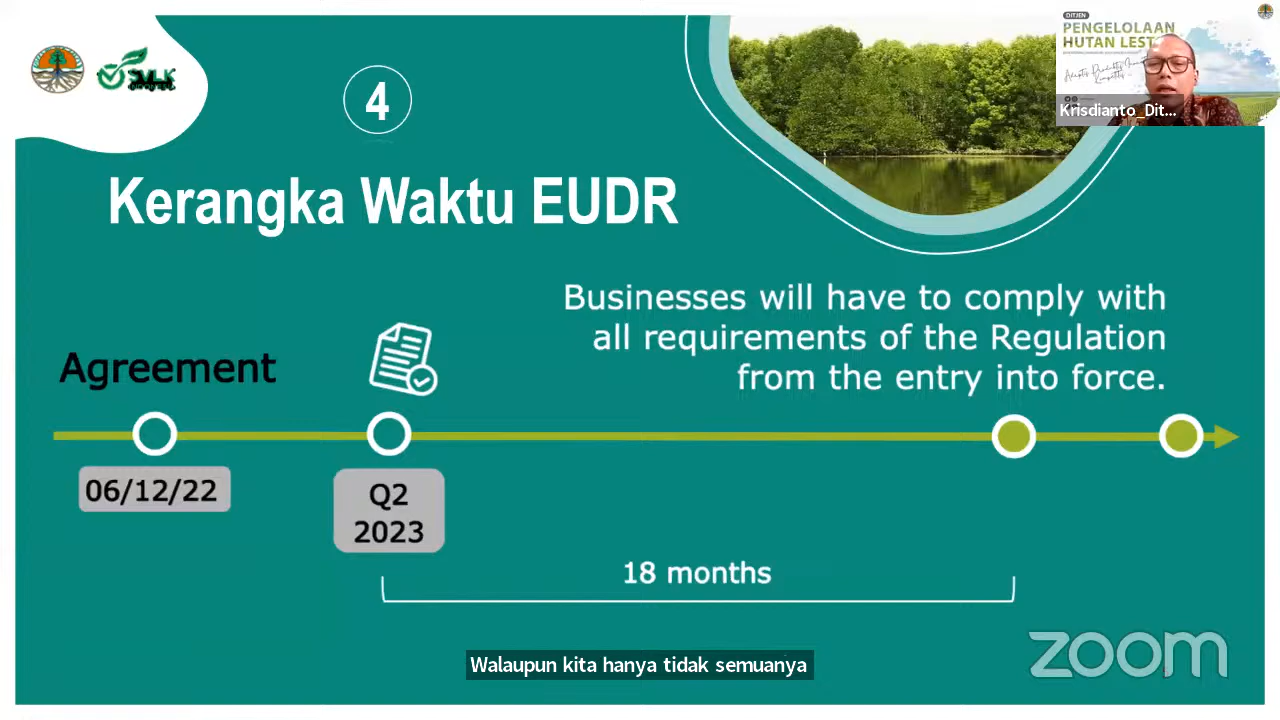 4
Kerangka Waktu EUDR
Businesses will have to comply with
all requirements of the Regulation
from the entry into force.
Agreement
06/12/22
Q2
2023
18 months
Walaupun kita hanya tidak semuanya
zoom
DITJEN
PENGELOLAAN
HUTAN LEST
Krisdianto_Dit...
SVLK